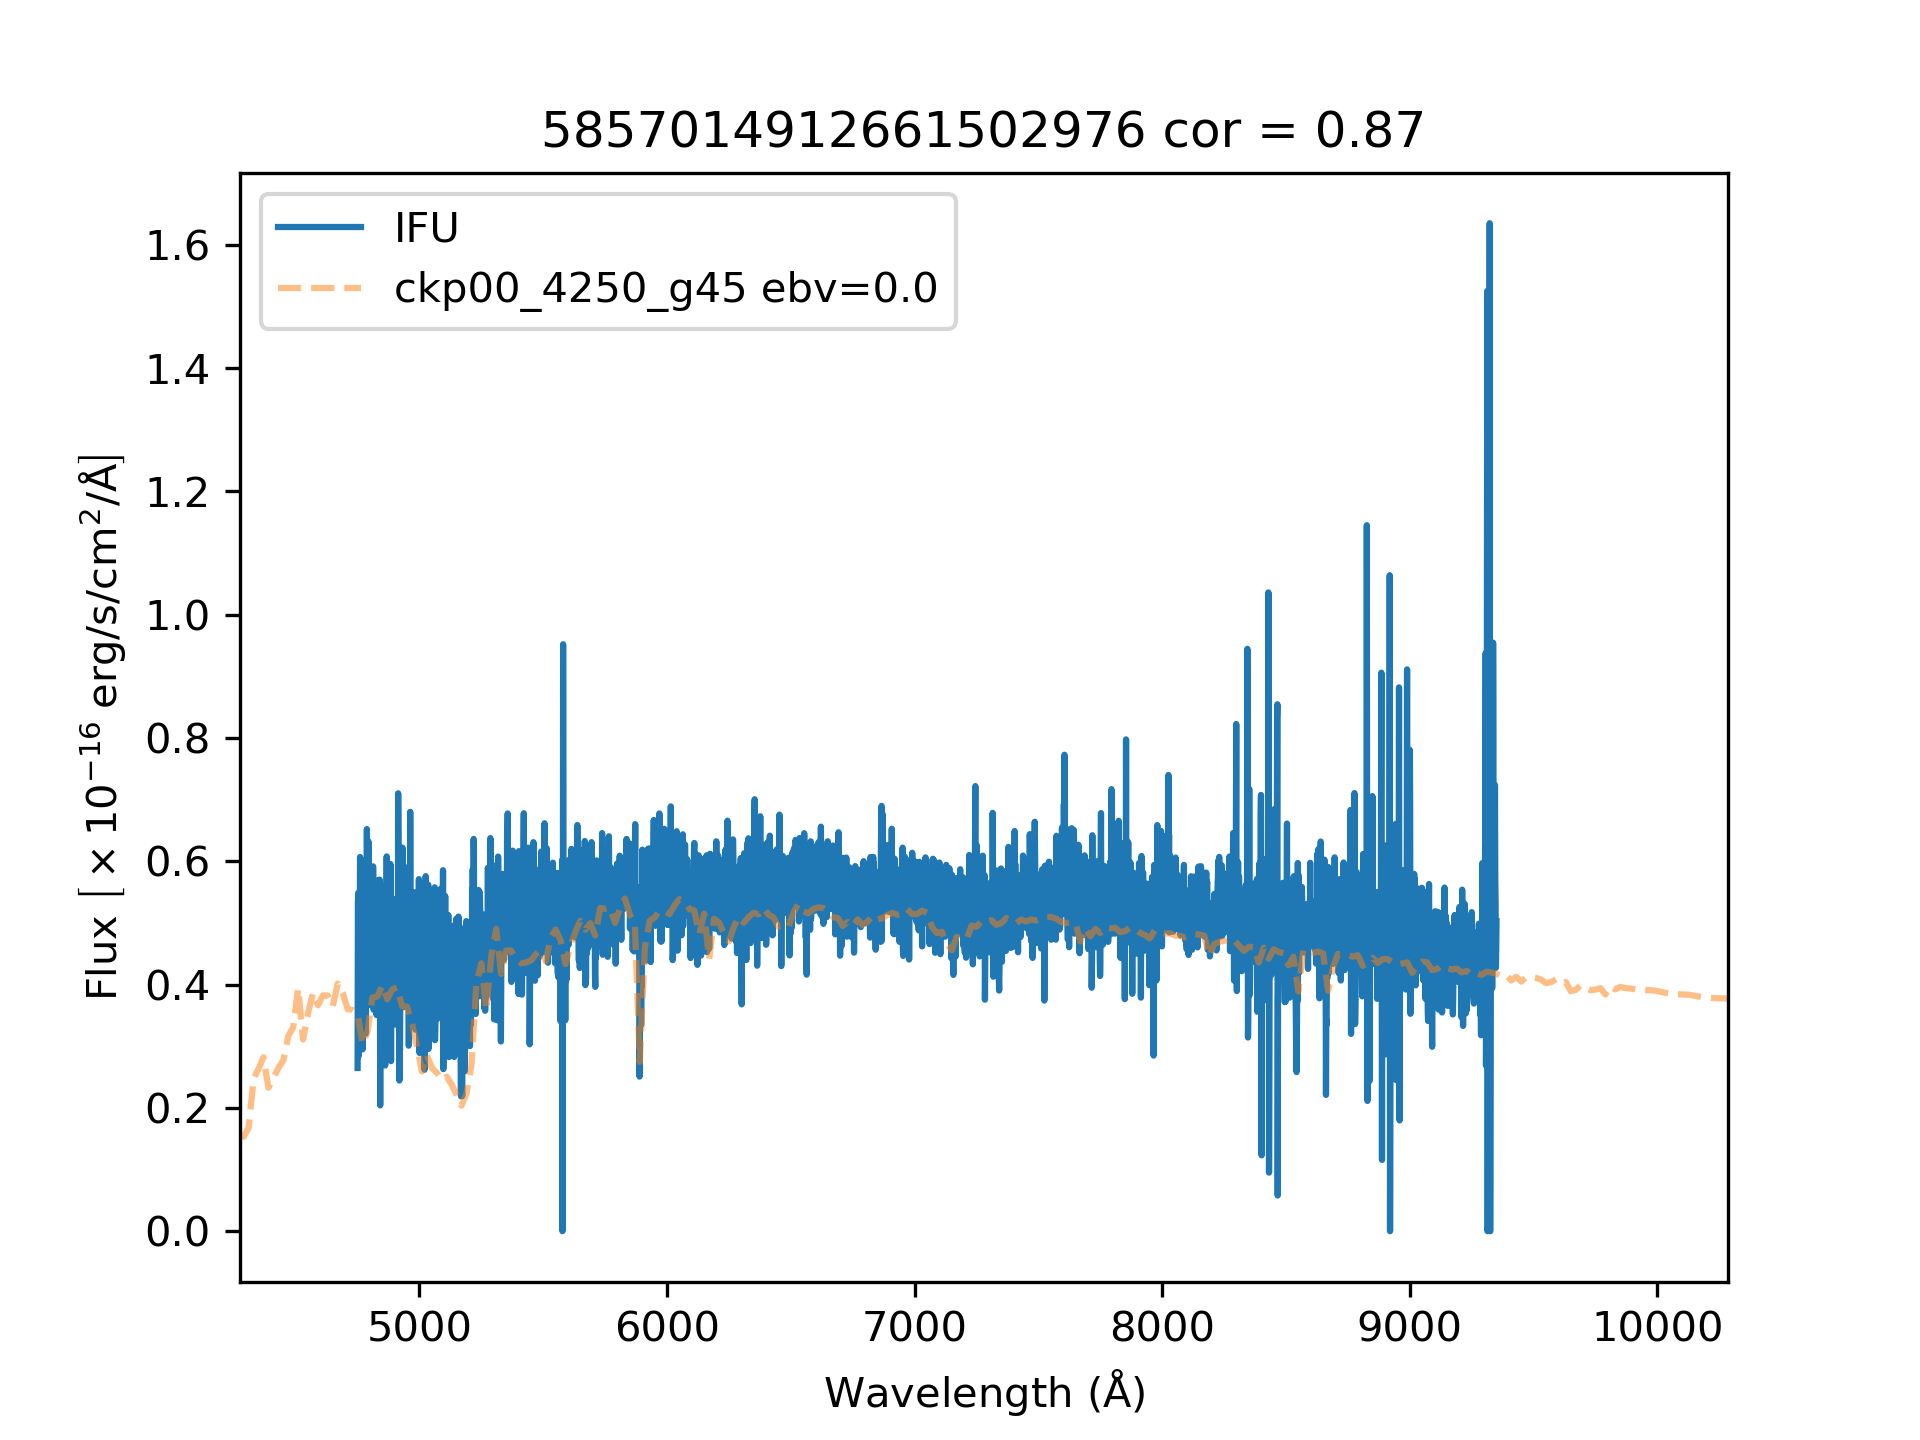 5857014912661502976 cor = 0.87
IFU
ckp00_4250_g45 ebv=0.0
1.6
1.4
1.2
1.0
0.8
0.6
0.4
0.2
0.0
Flux [× 10⁻¹⁶ erg/s/cm²/Å]
5000 6000 7000 8000 9000 10000
Wavelength (Å)